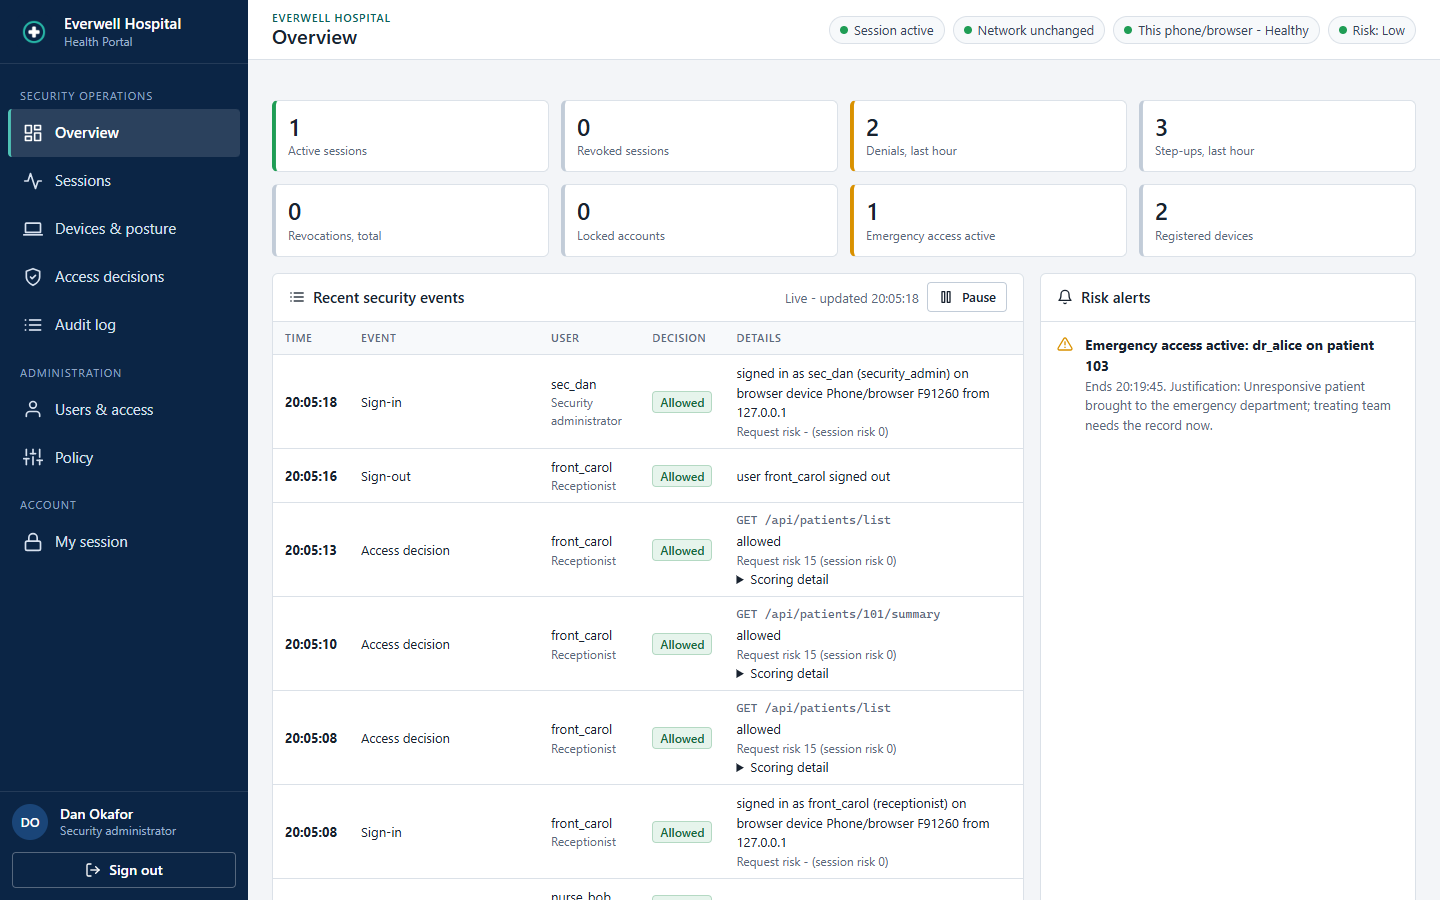 Everwell Hospital
Health Portal
SECURITY OPERATIONS
Overview
Sessions
Devices & posture
Access decisions
Audit log
ADMINISTRATION
Users & access
Policy
ACCOUNT
My session
DO
Dan Okafor
Security administrator
Sign out
EVERWELL HOSPITAL
Overview
Session active
Network unchanged
This phone/browser - Healthy
Risk: Low
1
Active sessions
0
Revoked sessions
2
Denials, last hour
3
Step-ups, last hour
0
Revocations, total
0
Locked accounts
1
Emergency access active
2
Registered devices
Recent security events
Live - updated 20:05:18
Pause
TIME EVENT USER DECISION DETAILS
20:05:18
Sign-in
sec_dan
Security
administrator
Allowed
signed in as sec_dan (security_admin) on
browser device Phone/browser F91260 from
127.0.0.1
Request risk - (session risk 0)
20:05:16
Sign-out
front_carol
Receptionist
Allowed
user front_carol signed out
20:05:13
Access decision
front_carol
Receptionist
Allowed
GET /api/patients/list
allowed
Request risk 15 (session risk 0)
Scoring detail
20:05:10
Access decision
front_carol
Receptionist
Allowed
GET /api/patients/101/summary
allowed
Request risk 15 (session risk 0)
Scoring detail
20:05:08
Access decision
front_carol
Receptionist
Allowed
GET /api/patients/list
allowed
Request risk 15 (session risk 0)
Scoring detail
20:05:08
Sign-in
front_carol
Receptionist
Allowed
signed in as front_carol (receptionist) on
browser device Phone/browser F91260 from
127.0.0.1
Request risk - (session risk 0)
nurse_bob
Risk alerts
Emergency access active: dr_alice on patient
103
Ends 20:19:45. Justification: Unresponsive patient
brought to the emergency department; treating team
needs the record now.